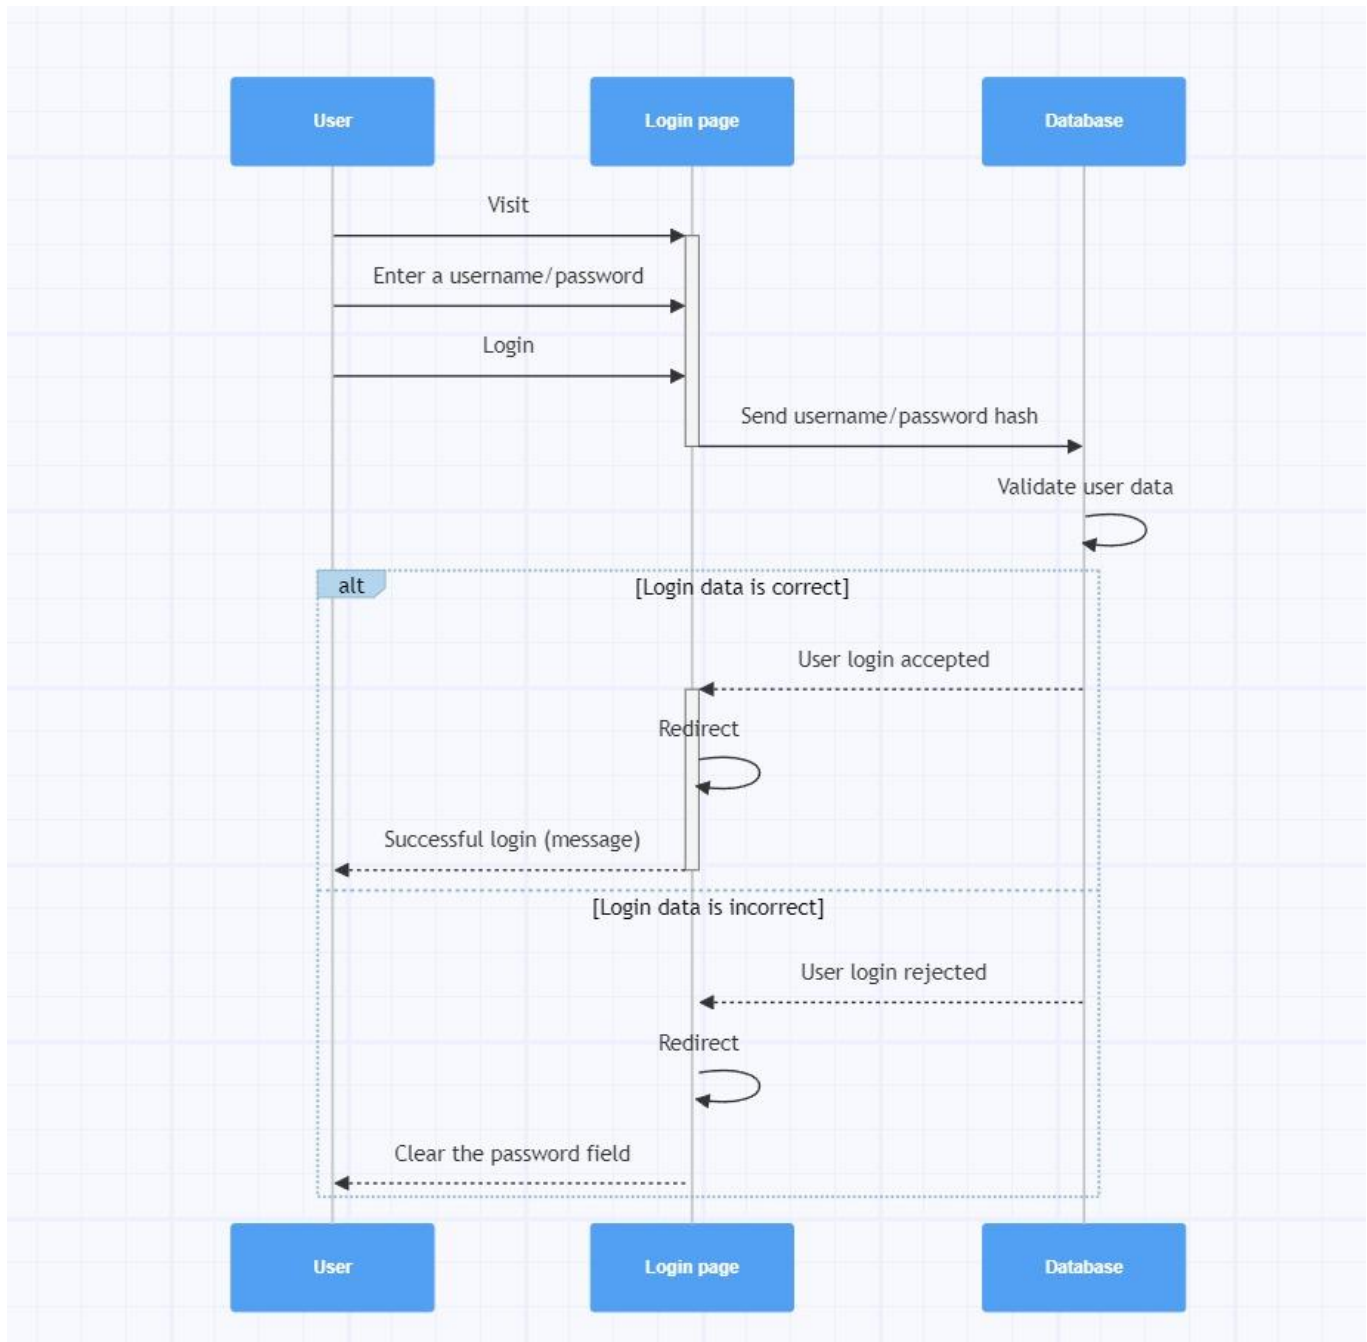 User
Login page
Database
Visit
Enter a username/password
Login
Send username/password hash
Validate user data
alt
[Login data is correct]
User login accepted
Redirect
Successful login (message)
[Login data is incorrect]
User login rejected
Redirect
Clear the password field
User
Login page
Database